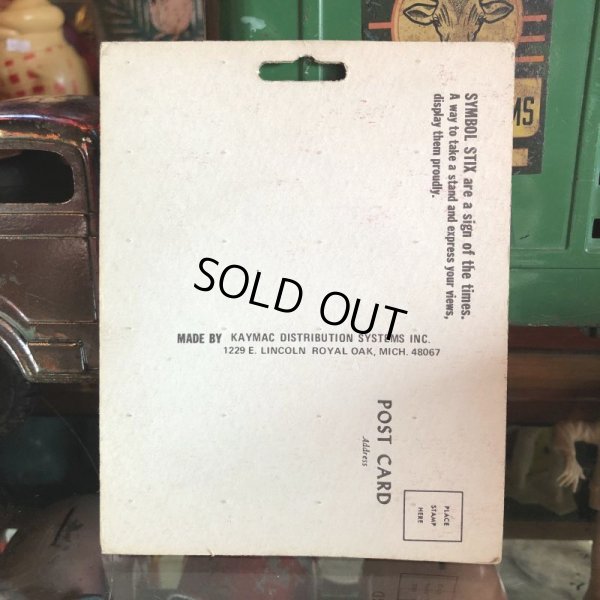 SYMBOL STIX are a sign of the times.
A way to take a stand and express your views,
display them proudly.
SOLD OUT
MADE BY KAYMAC DISTRIBUTION SYSTEMS INC.
1229 E. LINCOLN ROYAL OAK, MICH. 48067
POST CARD
Address
PLACE
STAMP
HERE
MS